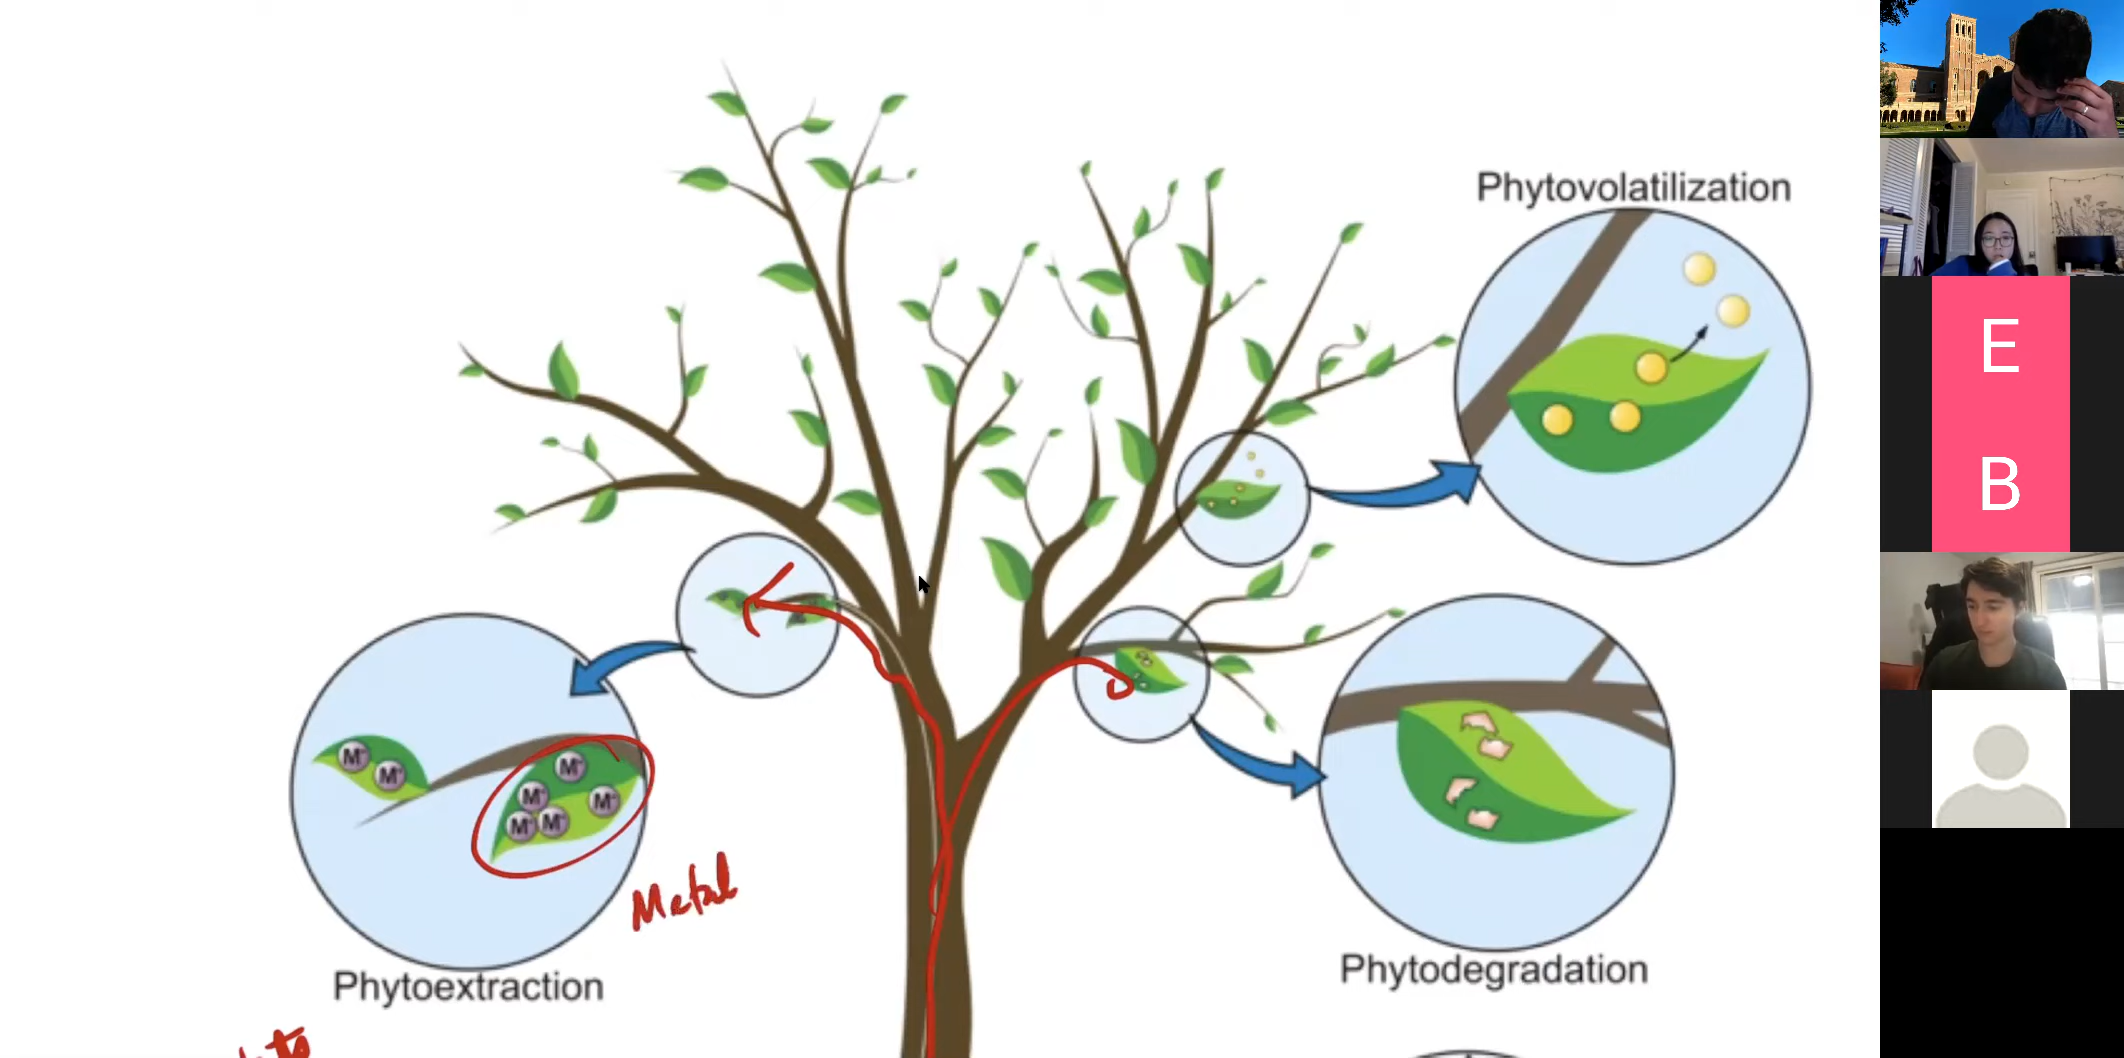 Phytovolatilization
E
B
M⁺
M⁺
M⁺
M⁺
M⁺
M⁺
M⁺
Metal
Phytodegradation
Phytoextraction